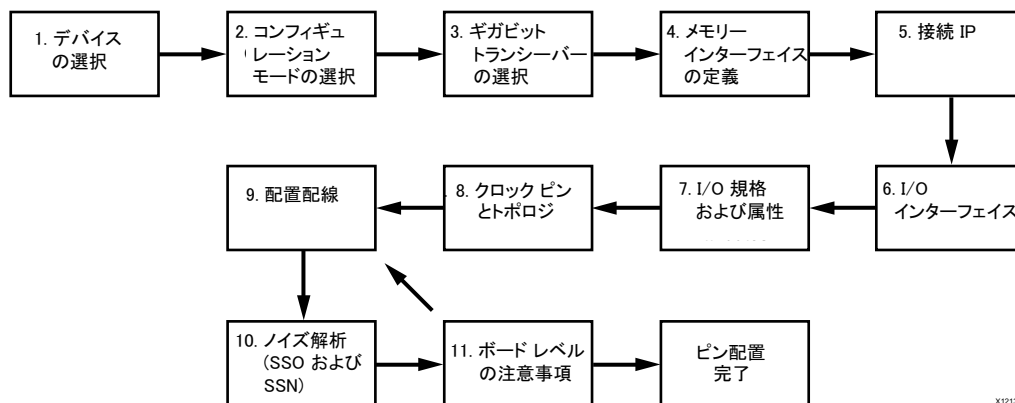 1. デバイス
の選択
2. コンフィギュ
レーション
モードの選択
3. ギガビット
トランシーバー
の選択
4. メモリー
インターフェイス
の定義
5. 接続 IP
6. I/O
インターフェイス
7. I/O 規格
および属性
8. クロック ピン
とトポロジ
9. 配置配線
10. ノイズ解析
(SSO および
SSN)
11. ボード レベル
の注意事項
ピン配置
完了